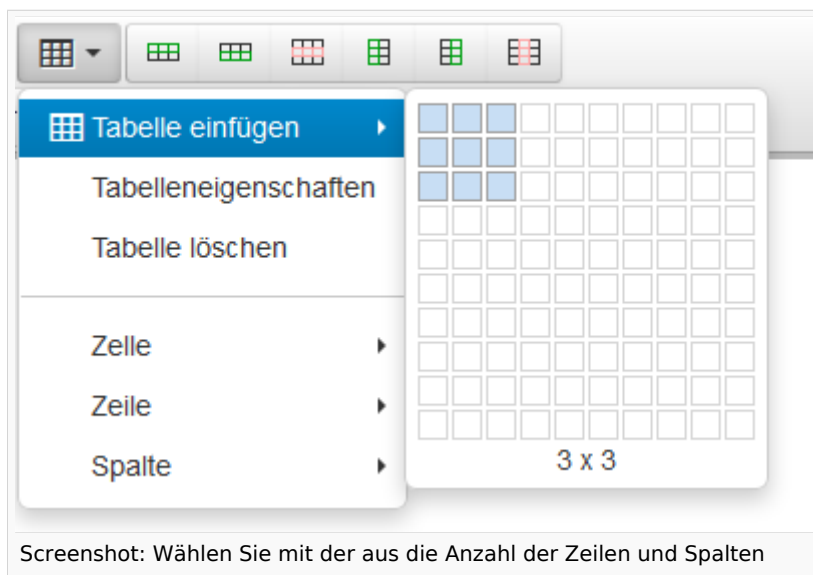 Tabelle einfügen
Tabelleneigenschaften
Tabelle löschen
Zelle
Zeile
Spalte
3 x 3
Screenshot: Wählen Sie mit der aus die Anzahl der Zeilen und Spalten